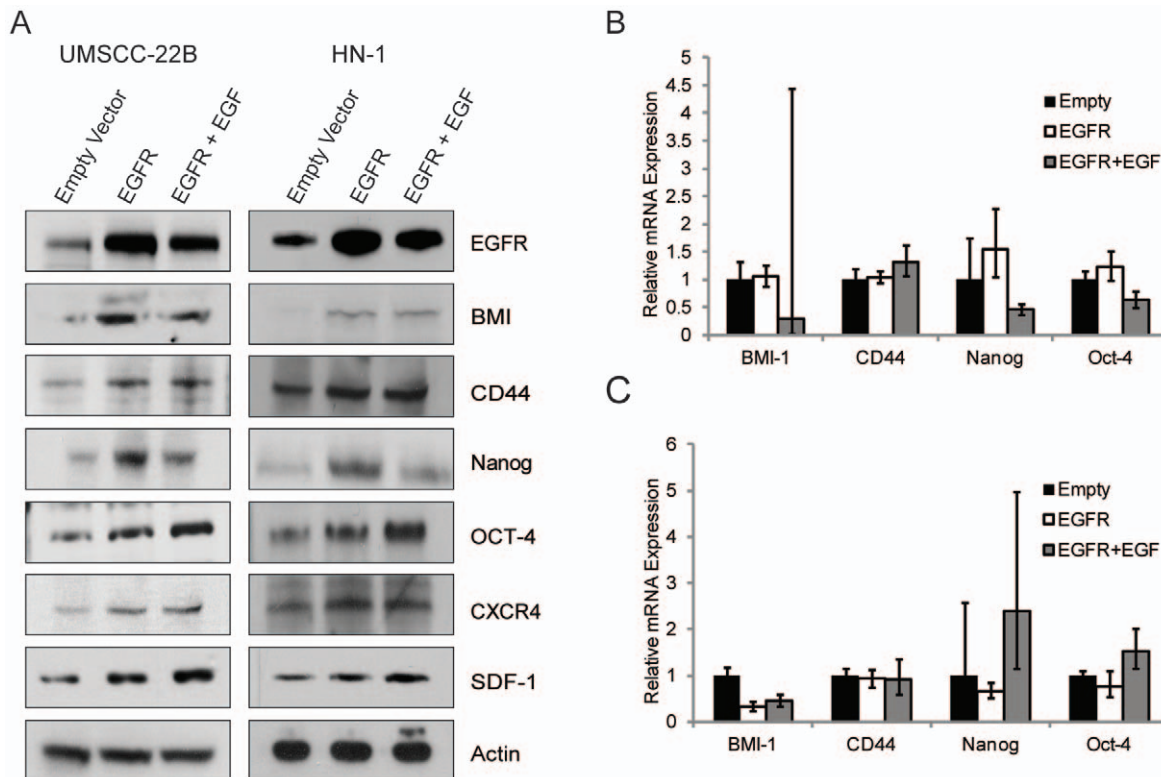 A
UMSCC-22B HN-1
Empty Vector EGFR EGFR + EGF Empty Vector EGFR EGFR + EGF
EGFR
BMI
CD44
Nanog
OCT-4
CXCR4
SDF-1
Actin
B
Relative mRNA Expression
5
4.5
4
3.5
3
2.5
2
1.5
1
0.5
0
Empty
EGFR
EGFR+EGF
BMI-1 CD44 Nanog Oct-4
C
Relative mRNA Expression
6
5
4
3
2
1
0
Empty
EGFR
EGFR+EGF
BMI-1 CD44 Nanog Oct-4